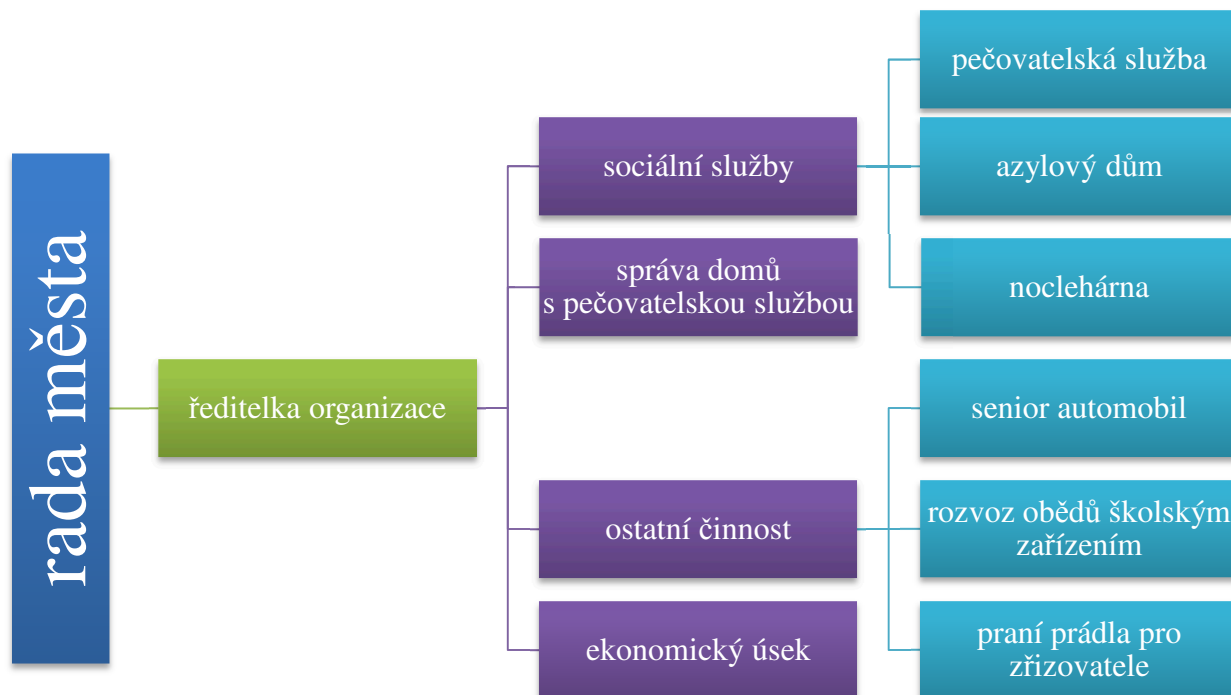 rada města
ředitelka organizace
sociální služby
správa domů
s pečovatelskou službou
ostatní činnost
ekonomický úsek
pečovatelská služba
azylový dům
noclehárna
senior automobil
rozvoz obědů školským
zařízením
praní prádla pro
zřizovatele